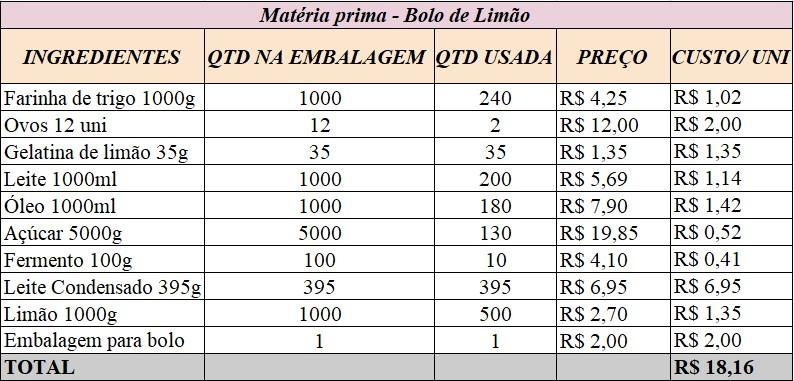 Matéria prima - Bolo de Limão
INGREDIENTES QTD NA EMBALAGEM QTD USADA PREÇO CUSTO/ UNI
Farinha de trigo 1000g 1000 240 R$ 4,25 R$ 1,02
Ovos 12 uni 12 2 R$ 12,00 R$ 2,00
Gelatina de limão 35g 35 35 R$ 1,35 R$ 1,35
Leite 1000ml 1000 200 R$ 5,69 R$ 1,14
Óleo 1000ml 1000 180 R$ 7,90 R$ 1,42
Açúcar 5000g 5000 130 R$ 19,85 R$ 0,52
Fermento 100g 100 10 R$ 4,10 R$ 0,41
Leite Condensado 395g 395 395 R$ 6,95 R$ 6,95
Limão 1000g 1000 500 R$ 2,70 R$ 1,35
Embalagem para bolo 1 1 R$ 2,00 R$ 2,00
TOTAL R$ 18,16